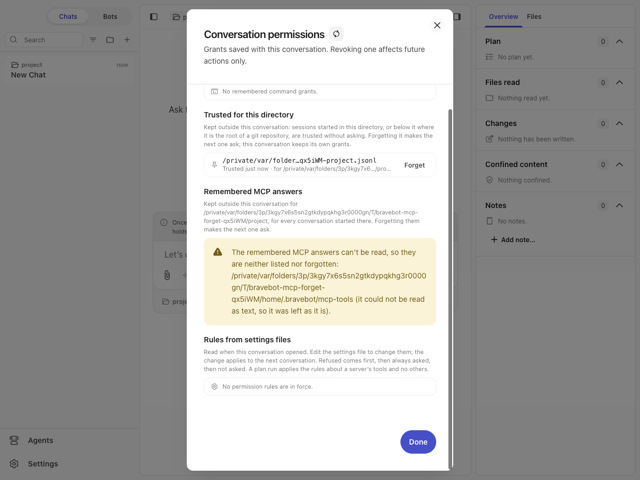 Chats
Bots
Search
project
now
New Chat
Agents
Settings
Ask
Once
holds
Let's
proje
Conversation permissions
Grants saved with this conversation. Revoking one affects future
actions only.
No remembered command grants.
Trusted for this directory
Kept outside this conversation: sessions started in this directory, or below it where
it is the root of a git repository, are trusted without asking. Forgetting it makes the
next one ask; this conversation keeps its own grants.
/private/var/folder…qx5iWM-project.jsonl
Trusted just now · for /private/var/folders/3p/3kgy7x6…/pro…
Forget
Remembered MCP answers
Kept outside this conversation for
/private/var/folders/3p/3kgy7x6s5sn2gtkdypqkhg3r0000gn/T/bravebot-mcp-
forget-qx5iWM/project, for every conversation started there. Forgetting them
makes the next one ask.
The remembered MCP answers can't be read, so they
are neither listed nor forgotten:
/private/var/folders/3p/3kgy7x6s5sn2gtkdypqkhg3r0000
gn/T/bravebot-mcp-forget-
qx5iWM/home/.bravebot/mcp-tools (it could not be read
as text, so it was left as it is).
Rules from settings files
Read when this conversation opened. Edit the settings file to change them; the
change applies to the next conversation. Refused comes first, then always asked,
then not asked. A plan run applies the rules about a server's tools and no others.
No permission rules are in force.
Done
Overview
Files
Plan
0
No plan yet.
Files read
0
Nothing read yet.
Changes
0
Nothing has been written.
Confined content
0
Nothing confined.
Notes
0
No notes.
Add note...